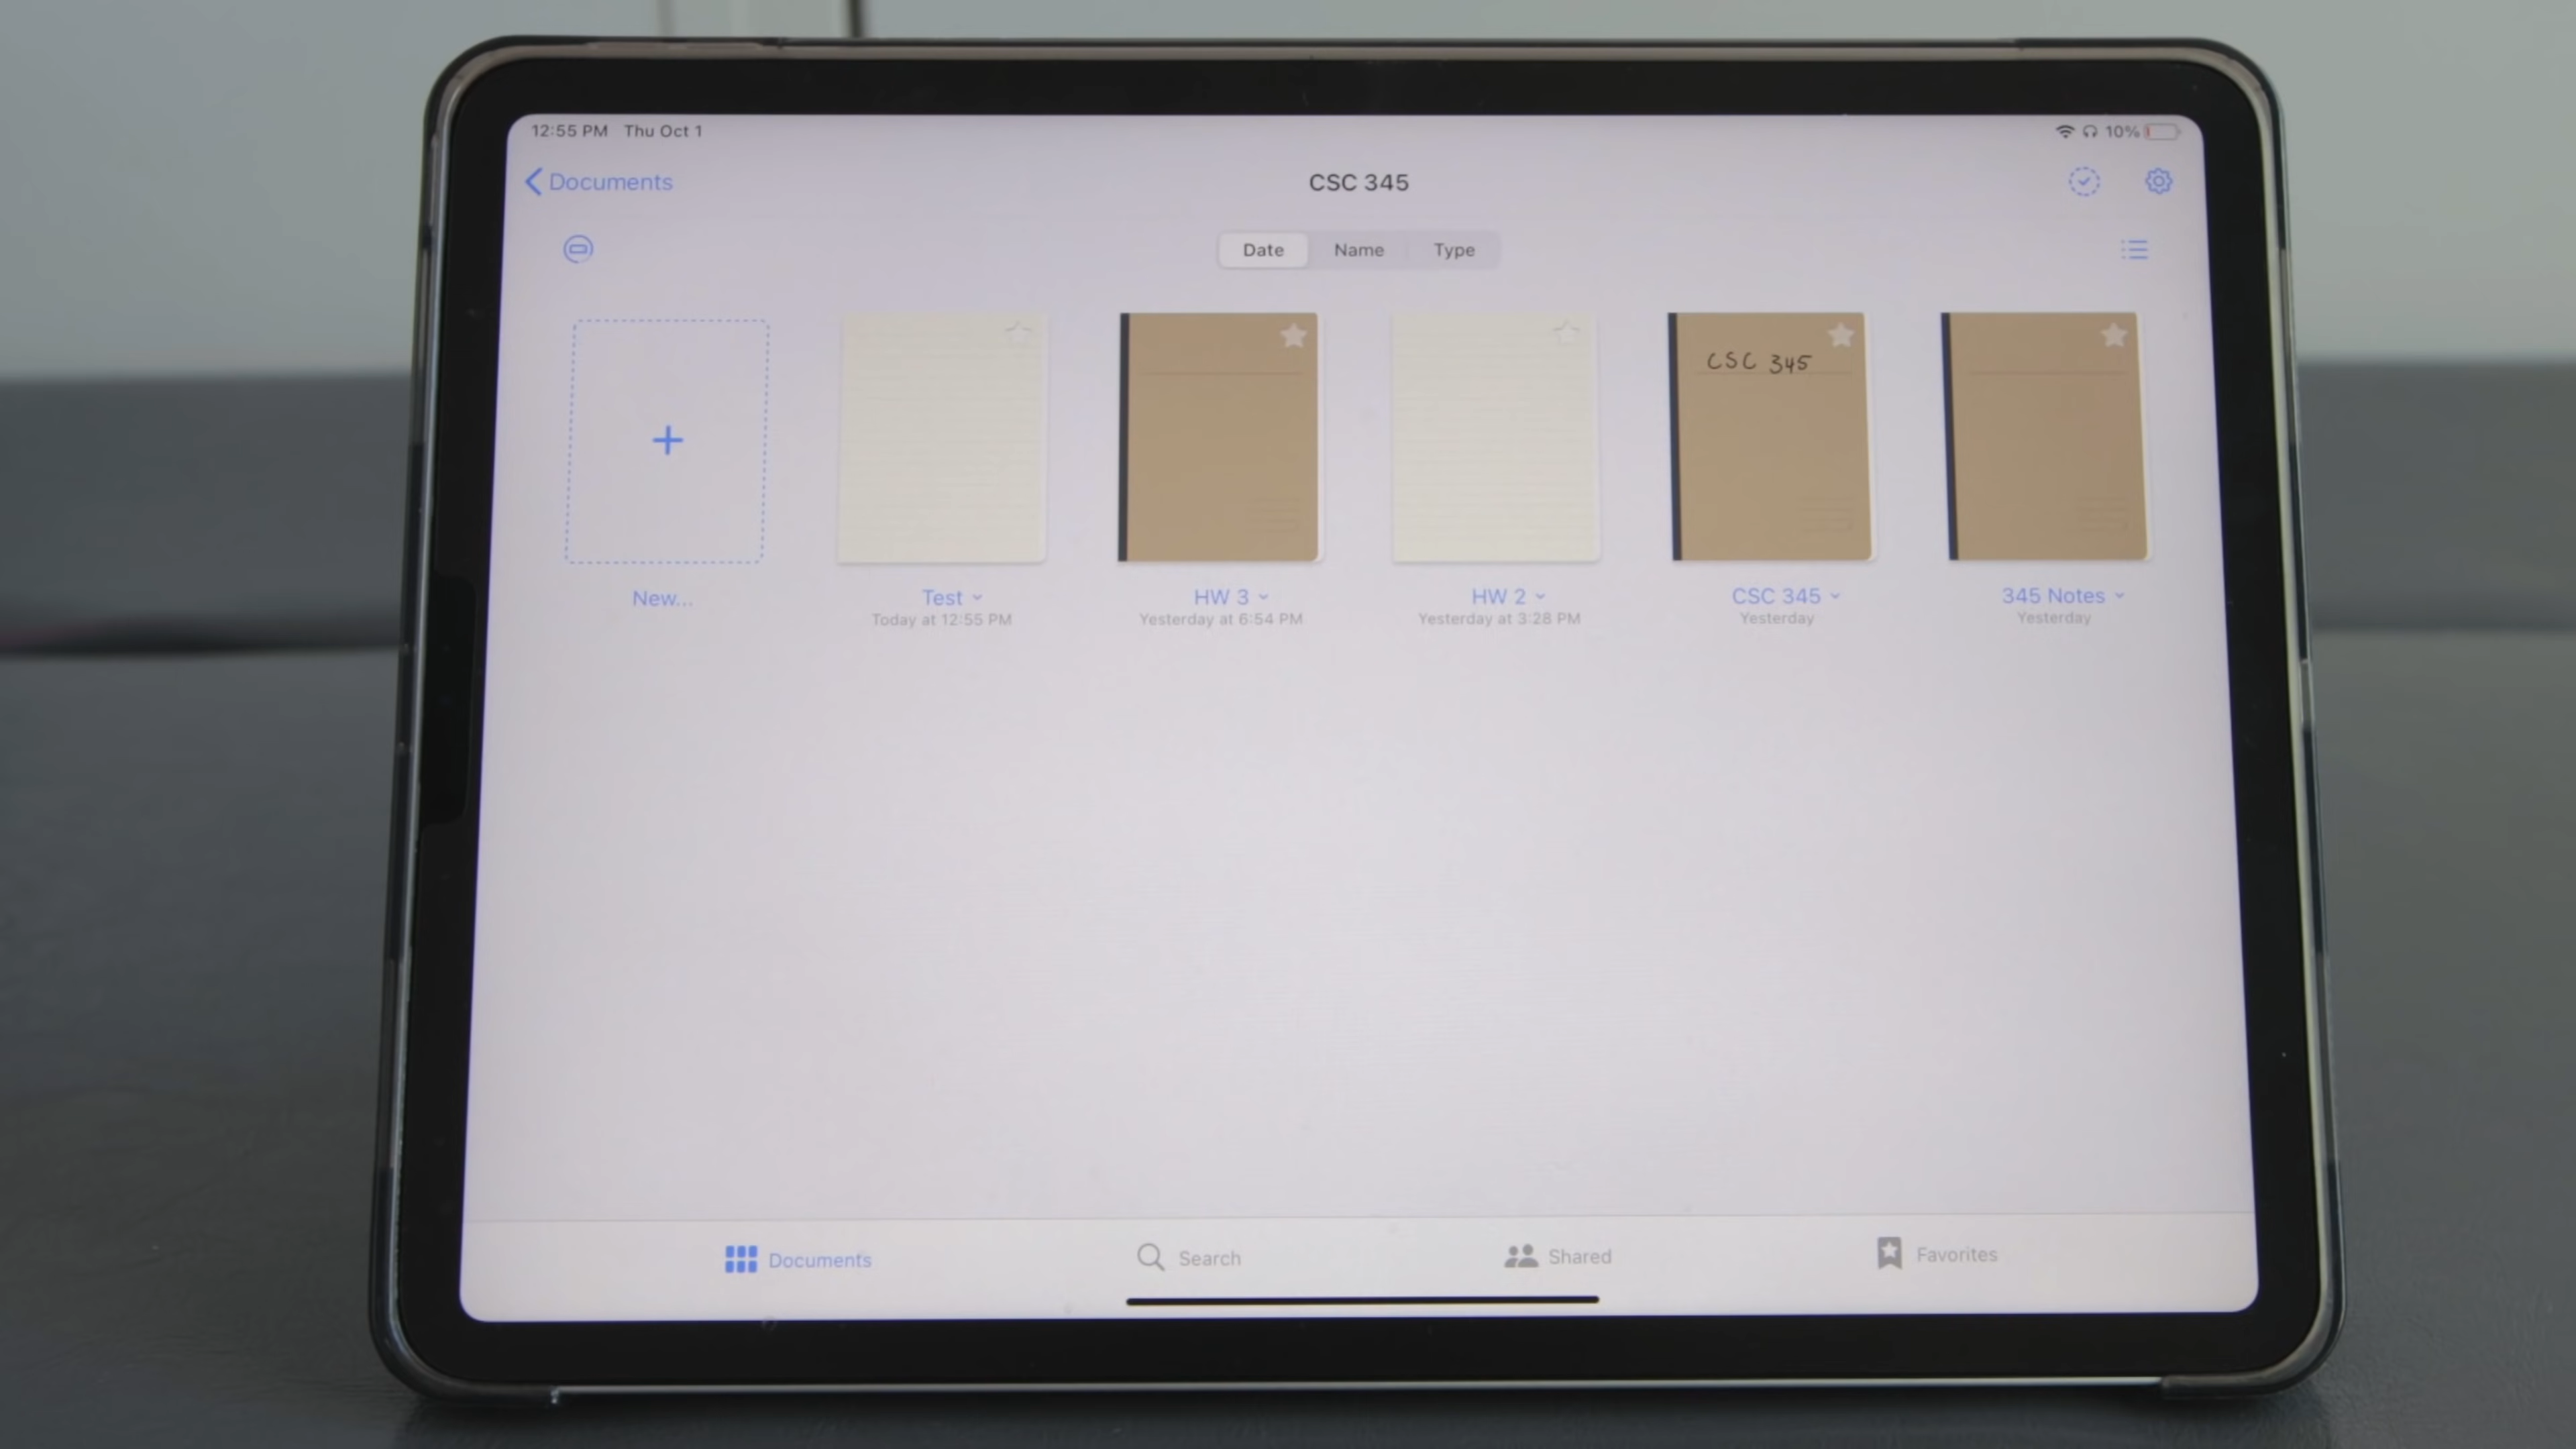 12:55 PM Thu Oct 1 10%
Documents CSC 345
Date Name Type
CSC 345
New... Test HW 3 HW 2 CSC 345 345 Notes
Today at 12:55 PM Yesterday at 6:54 PM Yesterday at 3:28 PM Yesterday Yesterday
Documents Search Shared Favorites